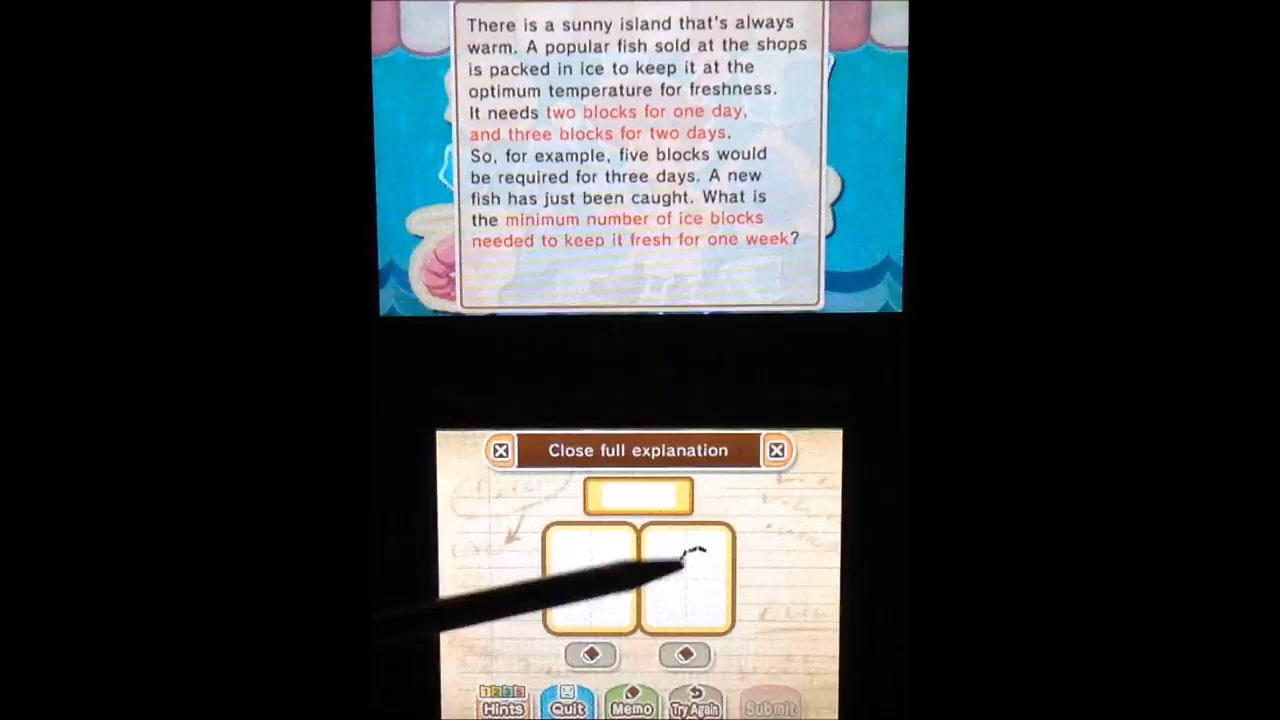 There is a sunny island that's always
warm. A popular fish sold at the shops
is packed in ice to keep it at the
optimum temperature for freshness.
It needs two blocks for one day,
and three blocks for two days.
So, for example, five blocks would
be required for three days. A new
fish has just been caught. What is
the minimum number of ice blocks
needed to keep it fresh for one week?
Close full explanation
Hints
Quit
Memo
Try Again
Submit